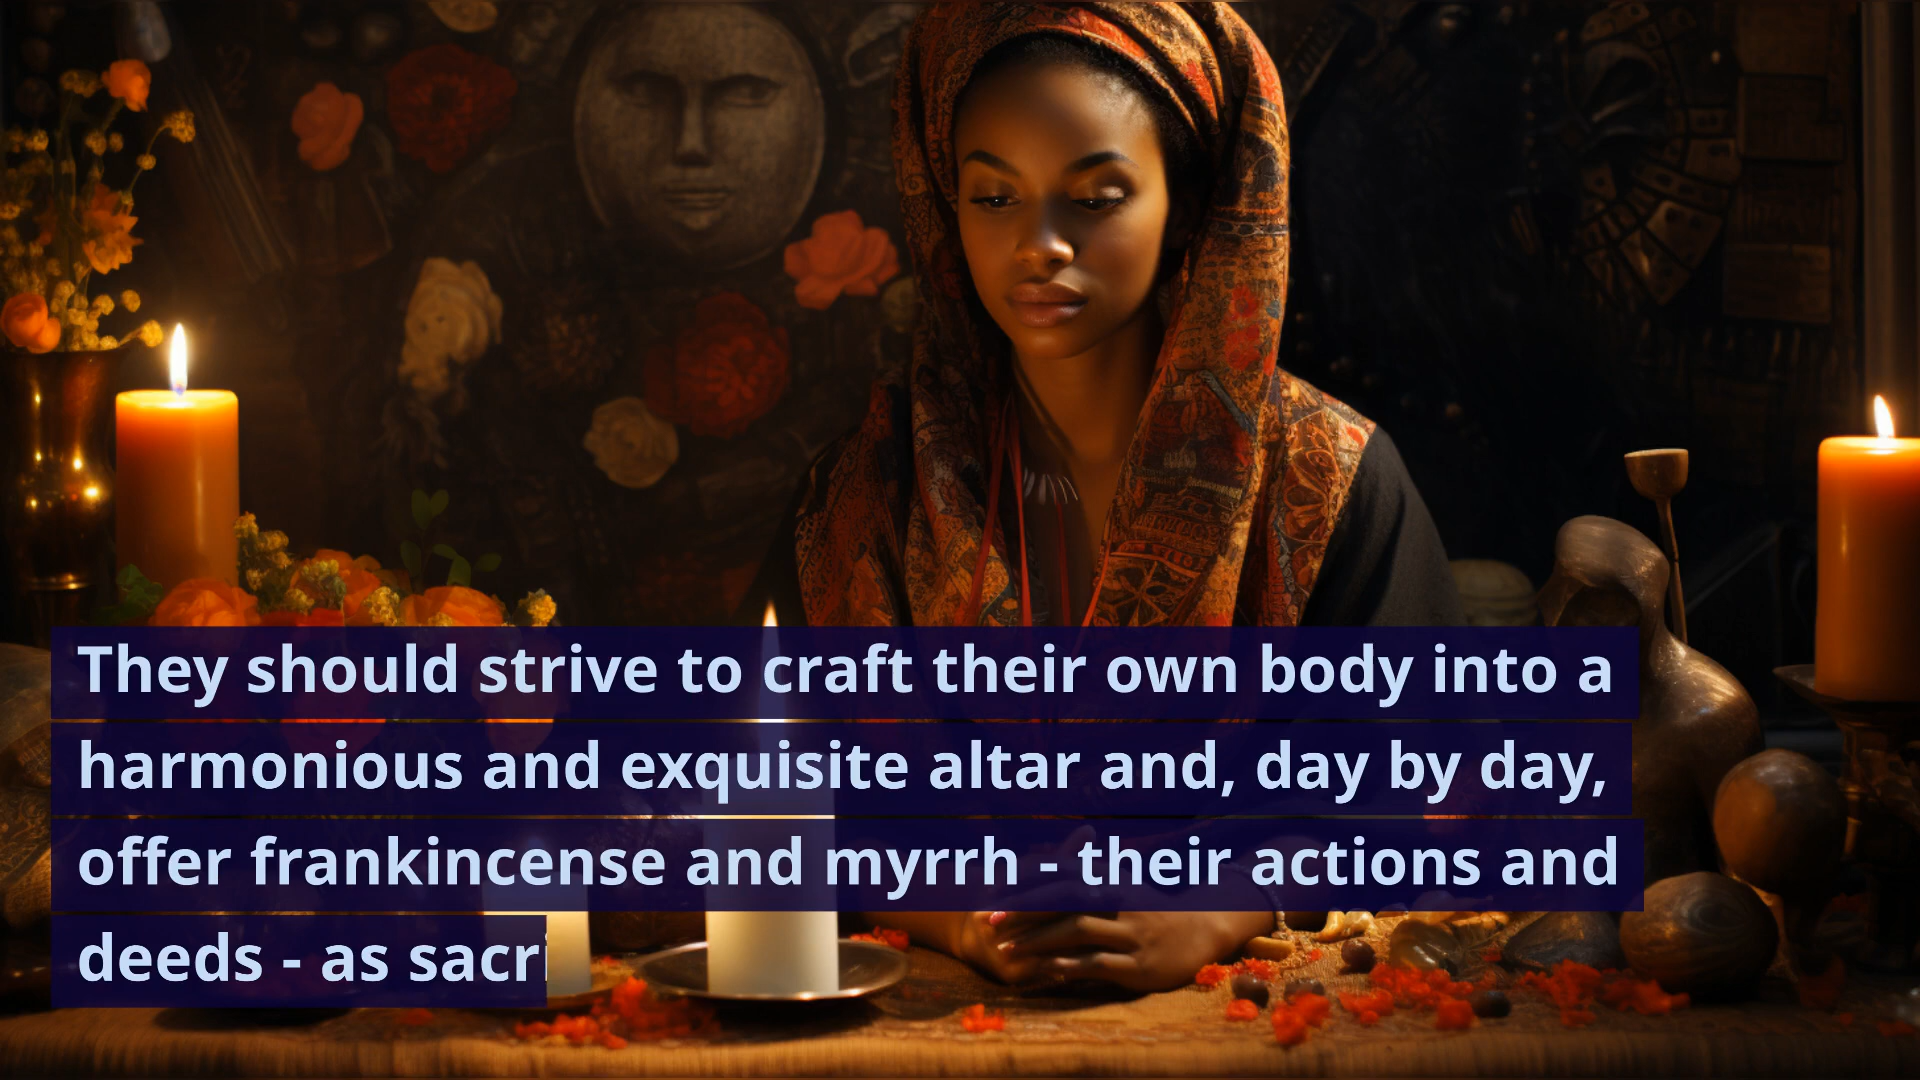 They should strive to craft their own body into a
harmonious and exquisite altar and, day by day,
offer frankincense and myrrh - their actions and
deeds - as sacri